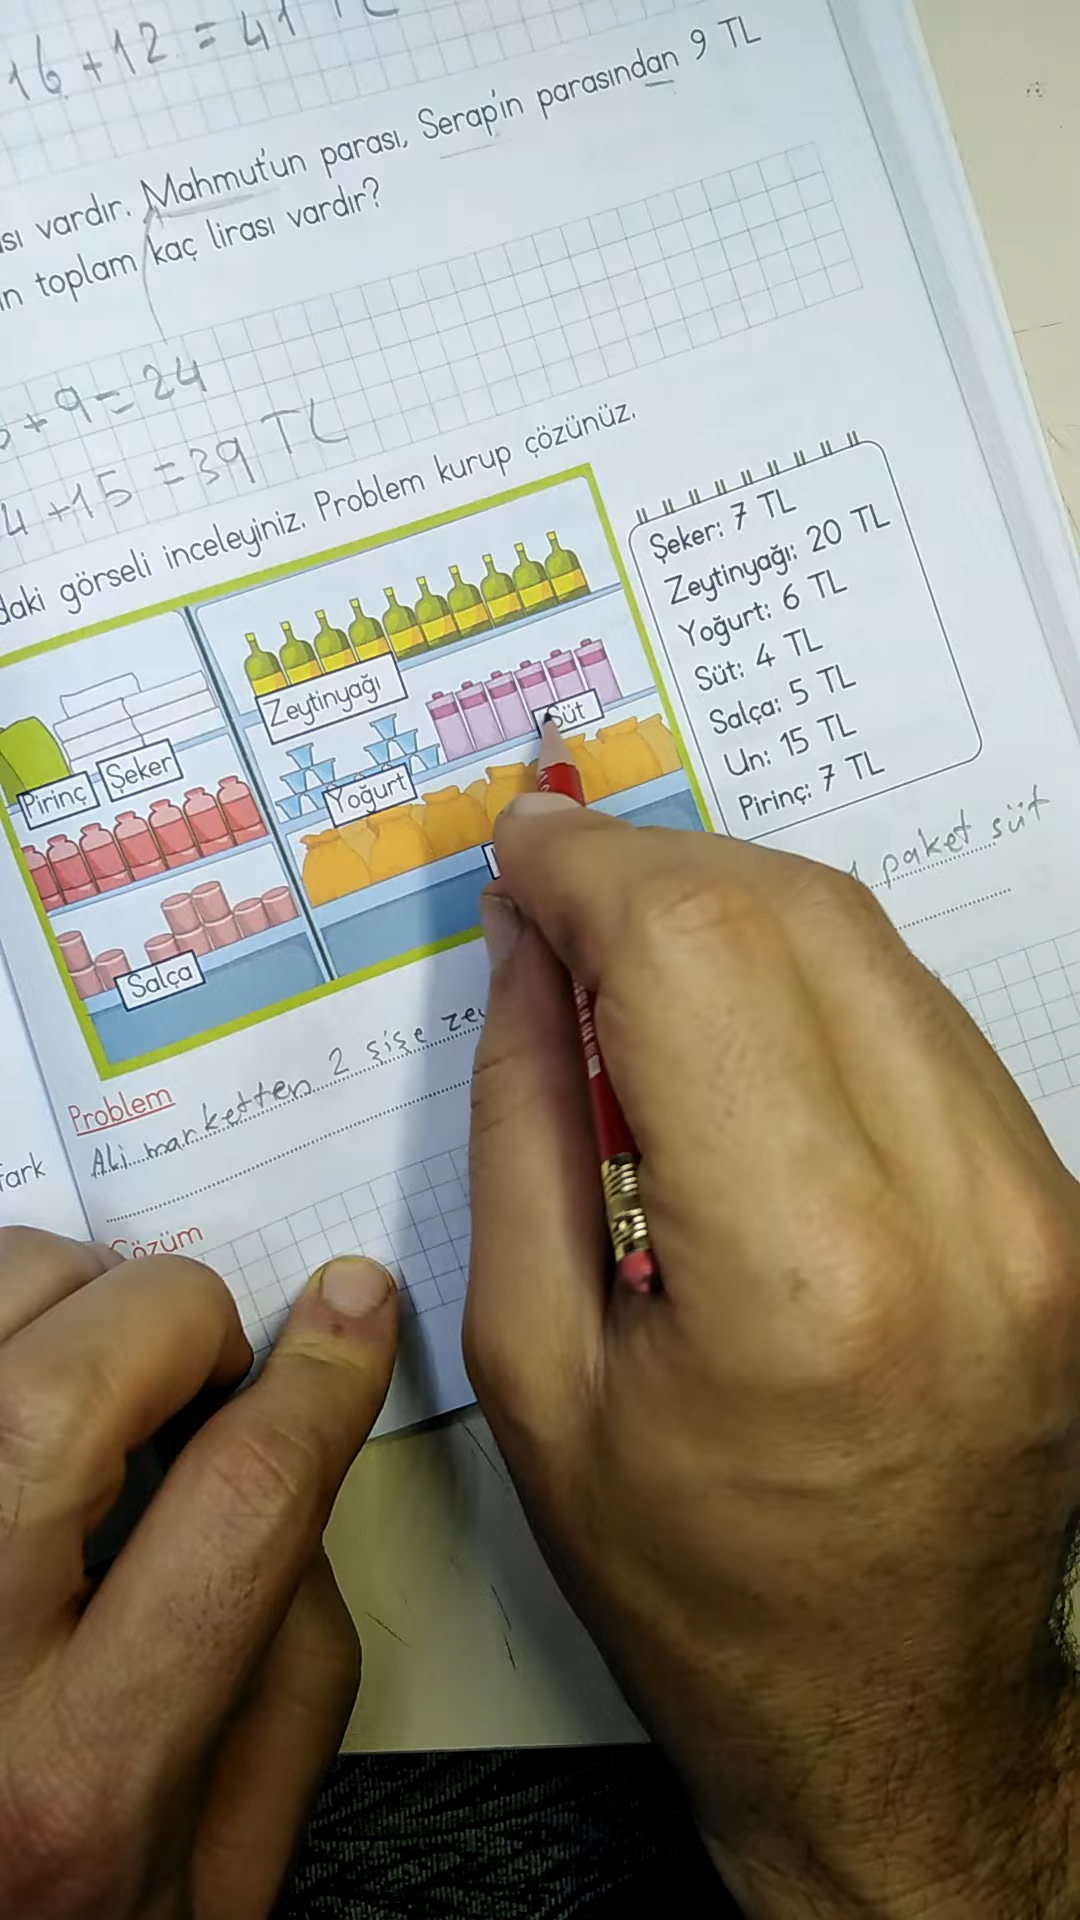 16 + 12 = 41 TL
sı vardır. Mahmut'un parası, Serap'ın parasından 9 TL
n toplam kaç lirası vardır?
+ 9 = 24
4 + 15 = 39 TL
daki görseli inceleyiniz. Problem kurup çözünüz.
Zeytinyağı
Süt
Pirinç
Şeker
Yoğurt
Salça
Şeker: 7 TL
Zeytinyağı: 20 TL
Yoğurt: 6 TL
Süt: 4 TL
Salça: 5 TL
Un: 15 TL
Pirinç: 7 TL
Problem
Ali marketten 2 şişe zey paket süt
fark
Çözüm